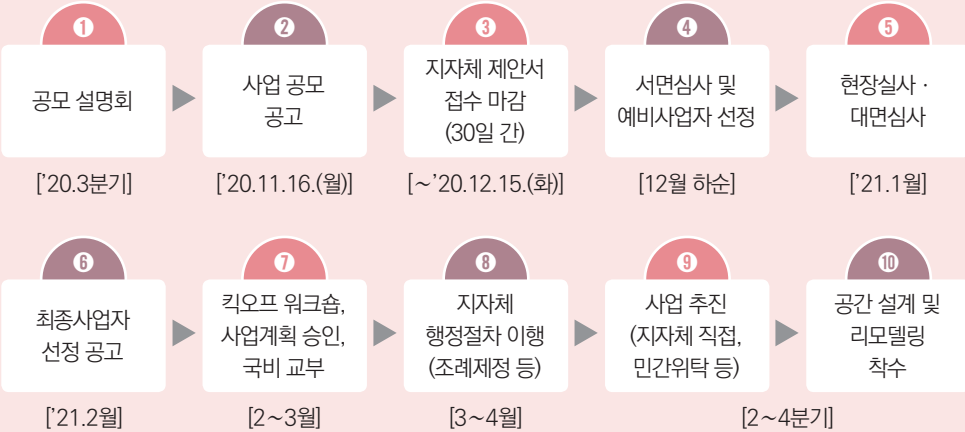 ❶
공모 설명회
['20.3분기]
❷
사업 공모
공고
['20.11.16.(월)]
❸
지자체 제안서
접수 마감
(30일 간)
[~'20.12.15.(화)]
❹
서면심사 및
예비사업자 선정
[12월 하순]
❺
현장실사 ·
대면심사
['21.1월]
❻
최종사업자
선정 공고
['21.2월]
❼
킥오프 워크숍,
사업계획 승인,
국비 교부
[2~3월]
❽
지자체
행정절차 이행
(조례제정 등)
[3~4월]
❾
사업 추진
(지자체 직접,
민간위탁 등)
❿
공간 설계 및
리모델링
착수
[2~4분기]